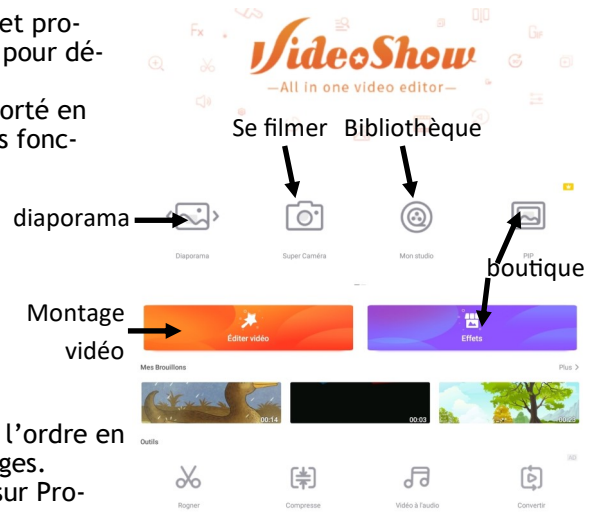 et pro-
pour dé-
orté en
s fonc-
VideoShow
—All in one video editor—
Se filmer Bibliothèque
diaporama
Diaporama Super Caméra Mon studio PIP
boutique
Montage
vidéo
Éditer vidéo Effets
Mes Brouillons Plus >
00:14 00:03
Outils
l’ordre en
ges.
sur Pro-
Rogner Compresse Vidéo à l'audio Convertir